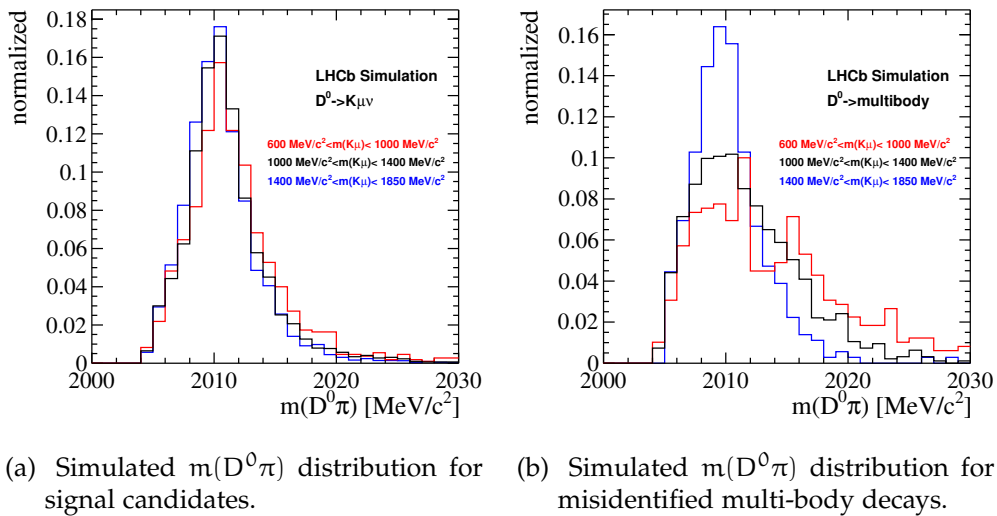 normalized
0.18
0.16
0.14
0.12
0.1
0.08
0.06
0.04
0.02
0
LHCb Simulation
D⁰->Kμν
600 MeV/c²<m(Kμ)< 1000 MeV/c²
1000 MeV/c²<m(Kμ)< 1400 MeV/c²
1400 MeV/c²<m(Kμ)< 1850 MeV/c²
2000 2010 2020 2030
m(D⁰π) [MeV/c²]
(a) Simulated m(D⁰π) distribution for
signal candidates.
normalized
0.16
0.14
0.12
0.1
0.08
0.06
0.04
0.02
0
LHCb Simulation
D⁰->multibody
600 MeV/c²<m(Kμ)< 1000 MeV/c²
1000 MeV/c²<m(Kμ)< 1400 MeV/c²
1400 MeV/c²<m(Kμ)< 1850 MeV/c²
2000 2010 2020 2030
m(D⁰π) [MeV/c²]
(b) Simulated m(D⁰π) distribution for
misidentified multi-body decays.